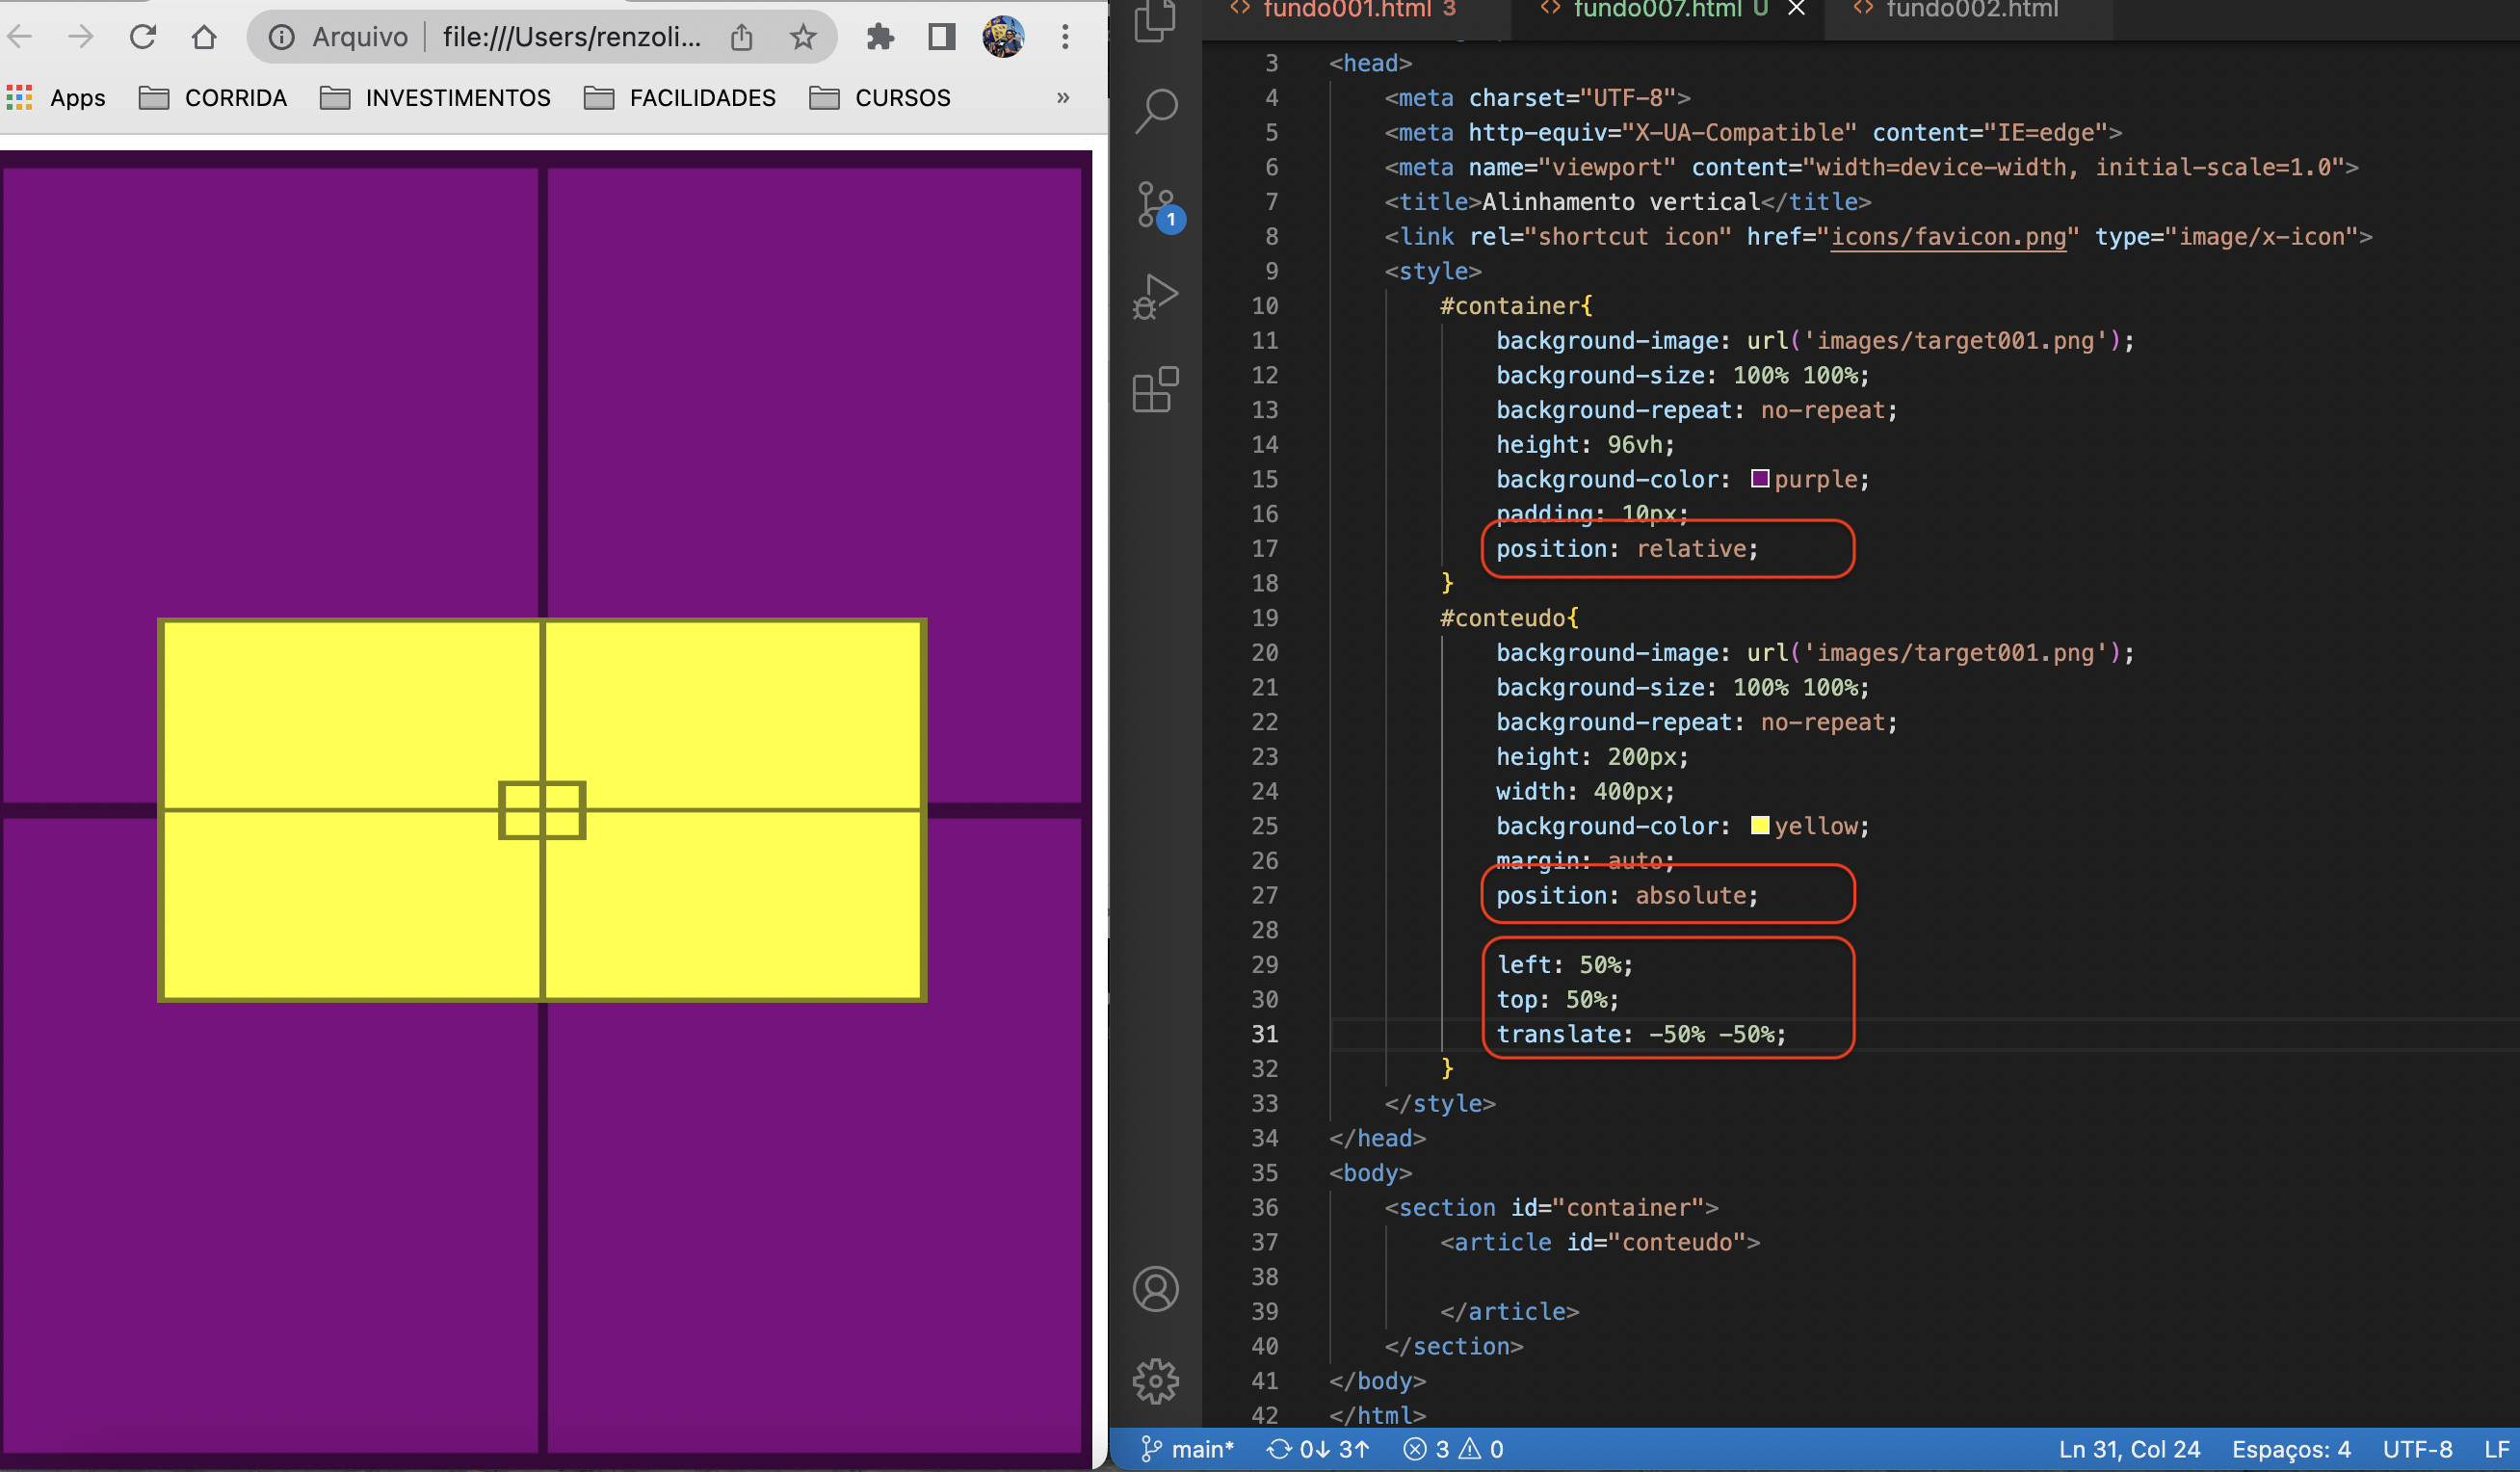 Arquivo file:///Users/renzoli...
Apps CORRIDA INVESTIMENTOS FACILIDADES CURSOS »
fundo001.html 3 fundo007.html U fundo002.html
1
3 <head>
4 <meta charset="UTF-8">
5 <meta http-equiv="X-UA-Compatible" content="IE=edge">
6 <meta name="viewport" content="width=device-width, initial-scale=1.0">
7 <title>Alinhamento vertical</title>
8 <link rel="shortcut icon" href="icons/favicon.png" type="image/x-icon">
9 <style>
10 #container{
11 background-image: url('images/target001.png');
12 background-size: 100% 100%;
13 background-repeat: no-repeat;
14 height: 96vh;
15 background-color: purple;
16 padding: 10px;
17 position: relative;
18 }
19 #conteudo{
20 background-image: url('images/target001.png');
21 background-size: 100% 100%;
22 background-repeat: no-repeat;
23 height: 200px;
24 width: 400px;
25 background-color: yellow;
26 margin: auto;
27 position: absolute;
28
29 left: 50%;
30 top: 50%;
31 translate: -50% -50%;
32 }
33 </style>
34 </head>
35 <body>
36 <section id="container">
37 <article id="conteudo">
38
39 </article>
40 </section>
41 </body>
42 </html>
main* 0↓ 3↑ 3 0 Ln 31, Col 24 Espaços: 4 UTF-8 LF